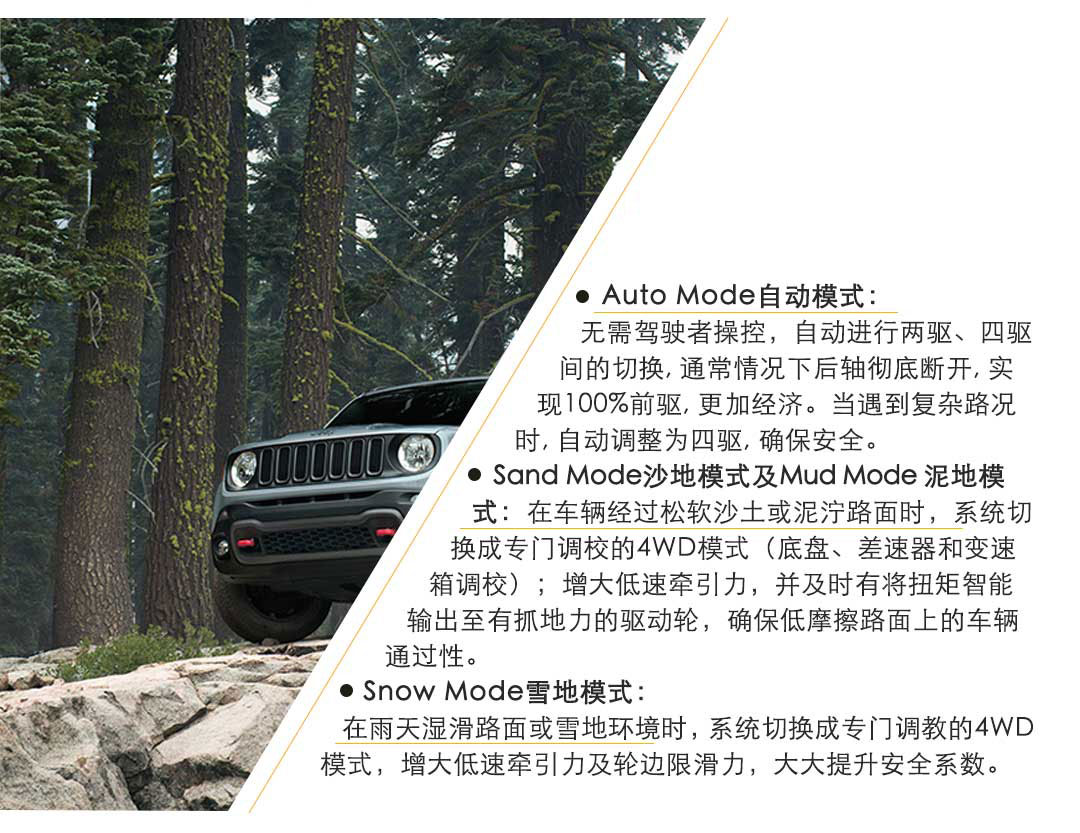 ● Auto Mode自动模式：
无需驾驶者操控，自动进行两驱、四驱
间的切换, 通常情况下后轴彻底断开, 实
现100%前驱, 更加经济。当遇到复杂路况
时, 自动调整为四驱, 确保安全。
● Sand Mode沙地模式及Mud Mode 泥地模
式：在车辆经过松软沙土或泥泞路面时，系统切
换成专门调校的4WD模式（底盘、差速器和变速
箱调校）；增大低速牵引力，并及时有将扭矩智能
输出至有抓地力的驱动轮，确保低摩擦路面上的车辆
通过性。
● Snow Mode雪地模式：
在雨天湿滑路面或雪地环境时, 系统切换成专门调教的4WD
模式，增大低速牵引力及轮边限滑力，大大提升安全系数。